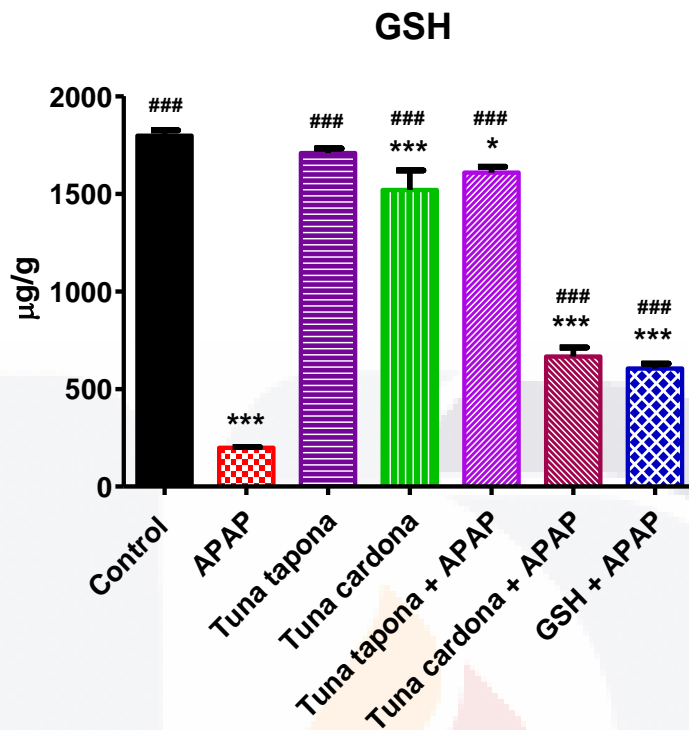 GSH
µg/g
2000
1500
1000
500
0
###
***
###
###
***
###
*
###
***
###
***
Control
APAP
Tuna tapona
Tuna cardona
Tuna tapona + APAP
Tuna cardona + APAP
GSH + APAP